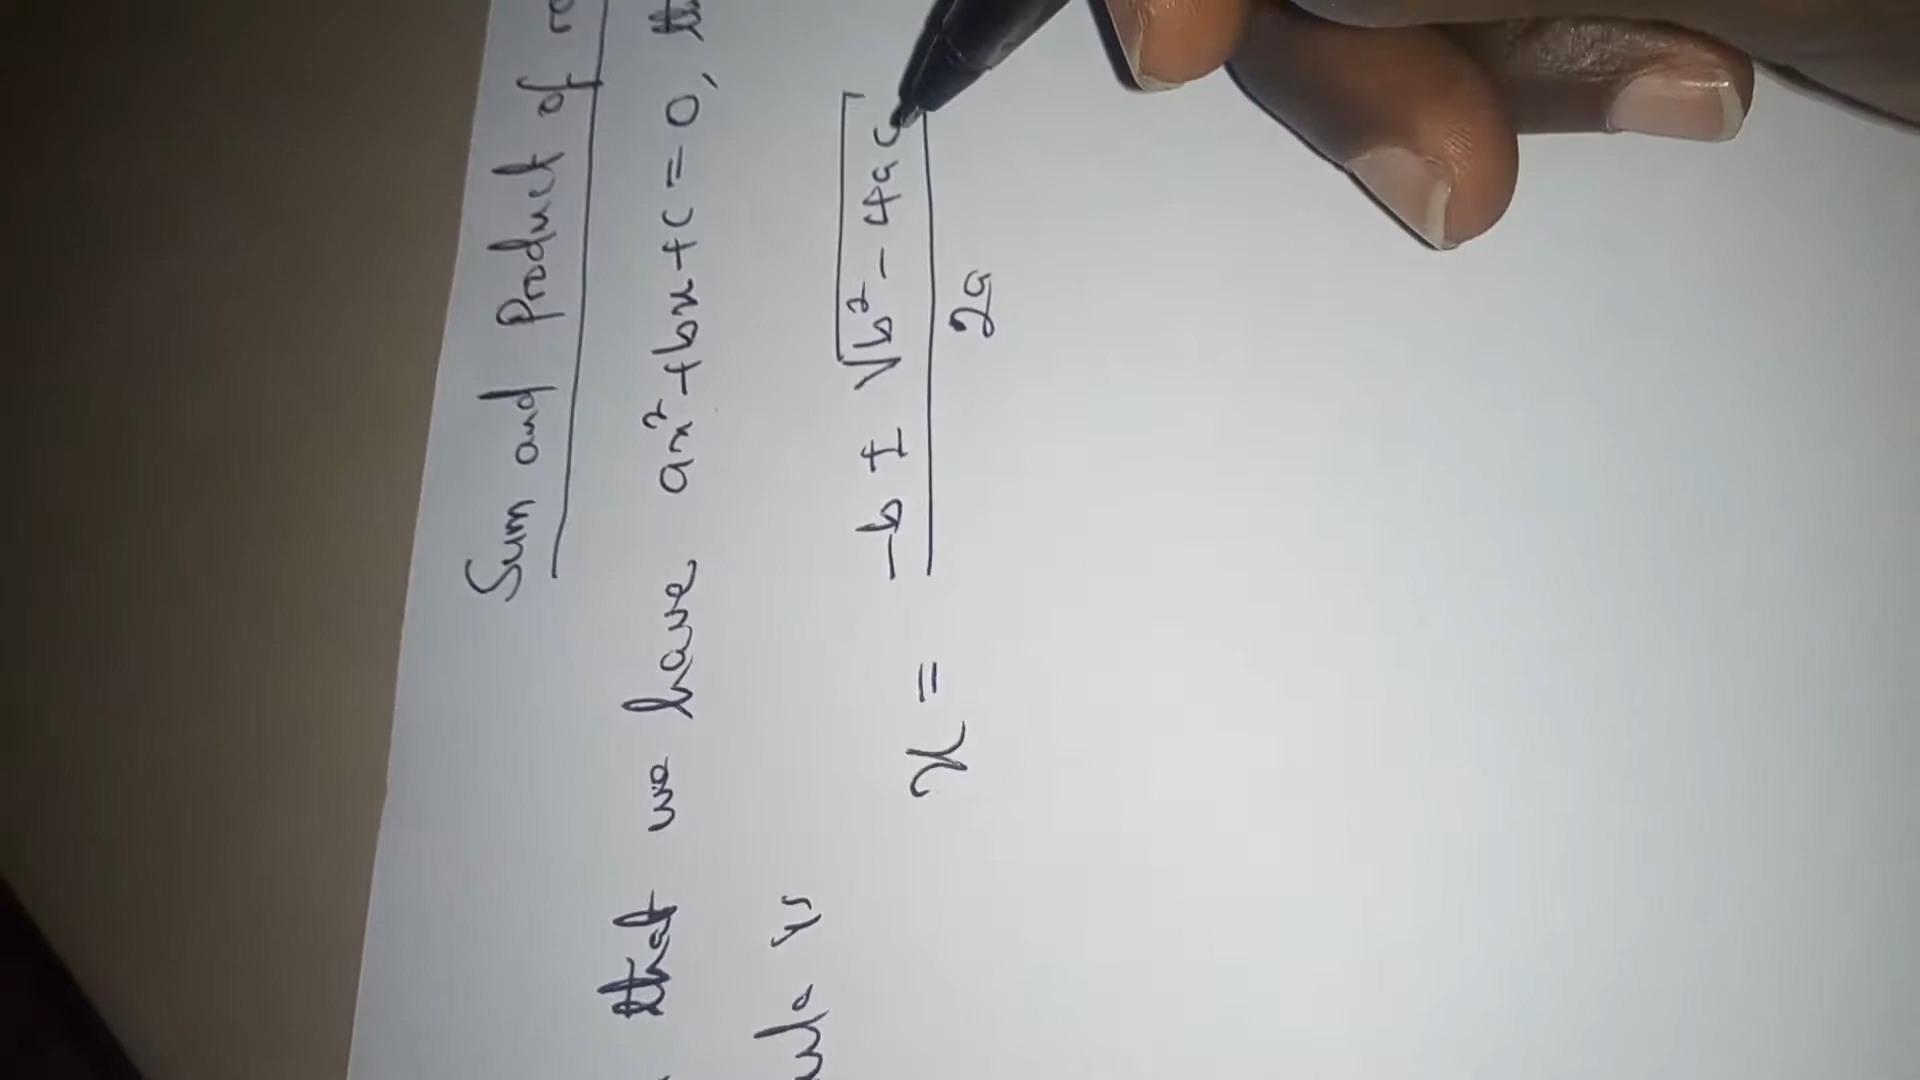 Sum and Product of
that we have ax²+bx+c=0,
is
x = -b ± √b² - 4ac
2a